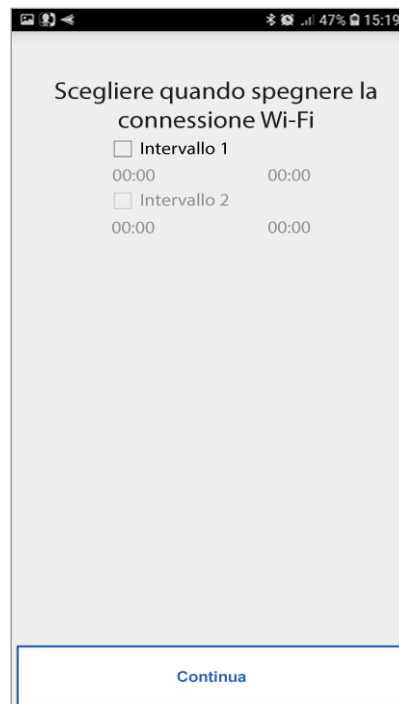 47% 15:19
Scegliere quando spegnere la
connessione Wi-Fi
Intervallo 1
00:00 00:00
Intervallo 2
00:00 00:00
Continua